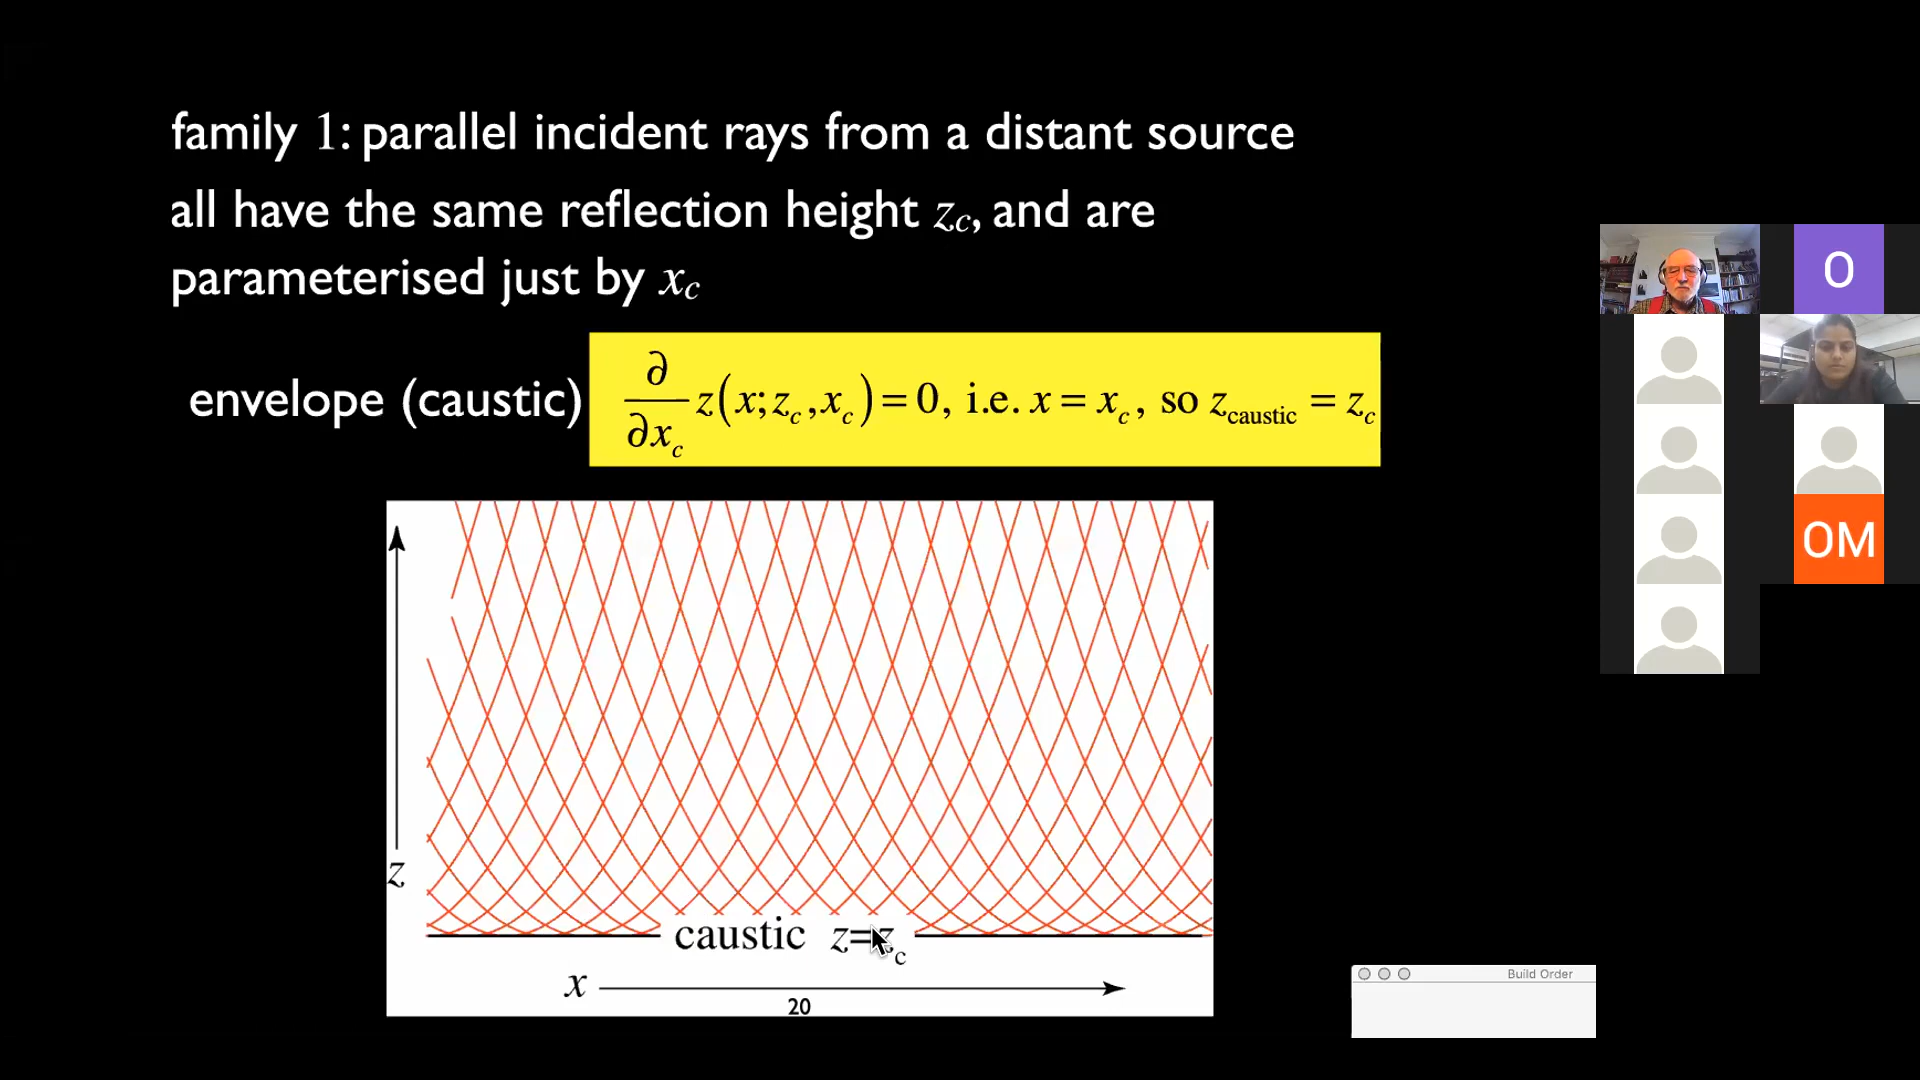 family 1: parallel incident rays from a distant source
all have the same reflection height z_c, and are
parameterised just by x_c
envelope (caustic) ∂/∂x_c z(x; z_c, x_c) = 0, i.e. x = x_c, so z_caustic = z_c
z
caustic z=z_c
x
20
O
OM
Build Order